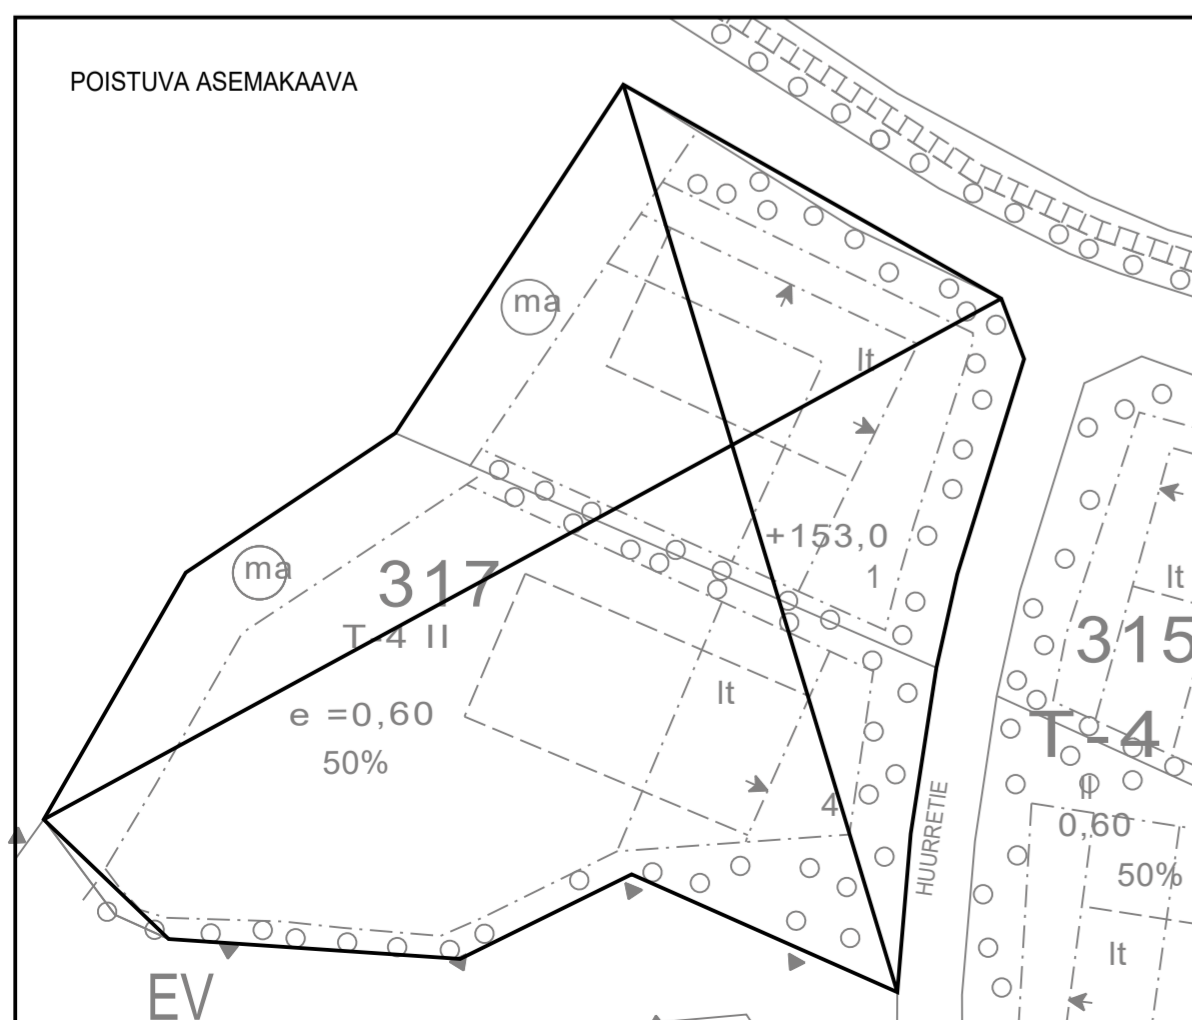 POISTUVA ASEMAKAAVA
ma
lt
+153,0
1
ma
317
T-4 II
e =0,60
50%
lt
4
HUURRETIE
lt
315
T-4
II
0,60
50%
lt
EV